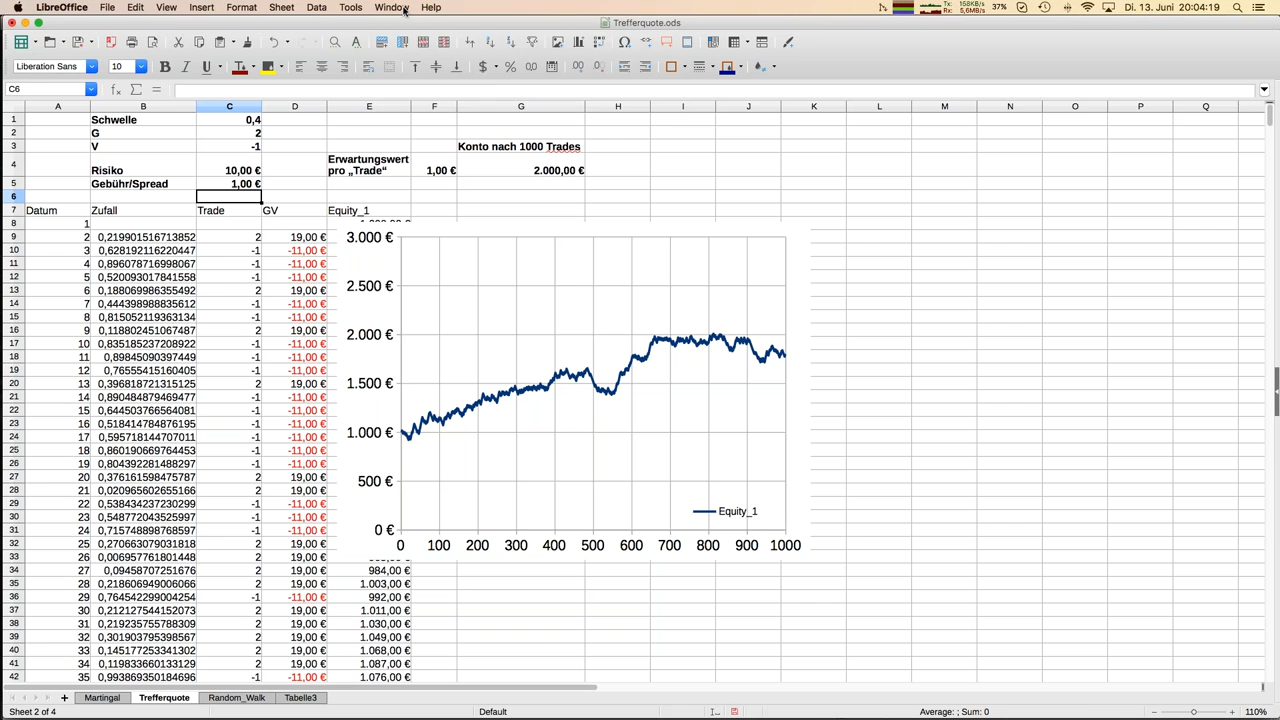 LibreOffice File Edit View Insert Format Sheet Data Tools Window Help Tx: 158KB/s Rx: 5,6MB/s 37% Di. 13. Juni 20:04:19
Trefferquote.ods
Liberation Sans 10
C6
A B C D E F G H I J K L M N O P Q
1 Schwelle 0,4
2 G 2
3 V -1 Konto nach 1000 Trades
4 Risiko 10,00 € Erwartungswert pro „Trade“ 1,00 € 2.000,00 €
5 Gebühr/Spread 1,00 €
6
7 Datum Zufall Trade GV Equity_1
8 1
9 2 0,219901516713852 2 19,00 €
10 3 0,628192116220447 -1 -11,00 €
11 4 0,896078716998067 -1 -11,00 €
12 5 0,520093017841558 -1 -11,00 €
13 6 0,188069986355492 2 19,00 €
14 7 0,444398988835612 -1 -11,00 €
15 8 0,815052113369303 -1 -11,00 €
16 9 0,118802451067487 2 19,00 €
17 10 0,835185237208922 -1 -11,00 €
18 11 0,89845090397449 -1 -11,00 €
19 12 0,76555415160405 -1 -11,00 €
20 13 0,396818721315125 2 19,00 €
21 14 0,890484879469477 -1 -11,00 €
22 15 0,644503766564081 -1 -11,00 €
23 16 0,518414784876195 -1 -11,00 €
24 17 0,595718144707011 -1 -11,00 €
25 18 0,860190669764453 -1 -11,00 €
26 19 0,804392281488297 -1 -11,00 €
27 20 0,376161598475787 2 19,00 €
28 21 0,020965602655166 2 19,00 €
29 22 0,538434237230299 -1 -11,00 €
30 23 0,548772043525997 -1 -11,00 €
31 24 0,715748898768597 -1 -11,00 €
32 25 0,270663079031818 2 19,00 €
33 26 0,006957761801448 2 19,00 €
34 27 0,09458707251676 2 19,00 € 984,00 €
35 28 0,218606949006066 2 19,00 € 1.003,00 €
36 29 0,764542299004254 -1 -11,00 € 992,00 €
37 30 0,212127544152073 2 19,00 € 1.011,00 €
38 31 0,219235755788309 2 19,00 € 1.030,00 €
39 32 0,301903795398567 2 19,00 € 1.049,00 €
40 33 0,145177253041358 2 19,00 € 1.068,00 €
41 34 0,119833660133129 2 19,00 € 1.087,00 €
42 35 0,993869350184696 -1 -11,00 € 1.076,00 €
3.000 €
2.500 €
2.000 €
1.500 €
1.000 €
500 €
0 €
Equity_1
0 100 200 300 400 500 600 700 800 900 1000
Martingal Trefferquote Random_Walk Tabelle3
Sheet 2 of 4 Default Average: ; Sum: 0 110%